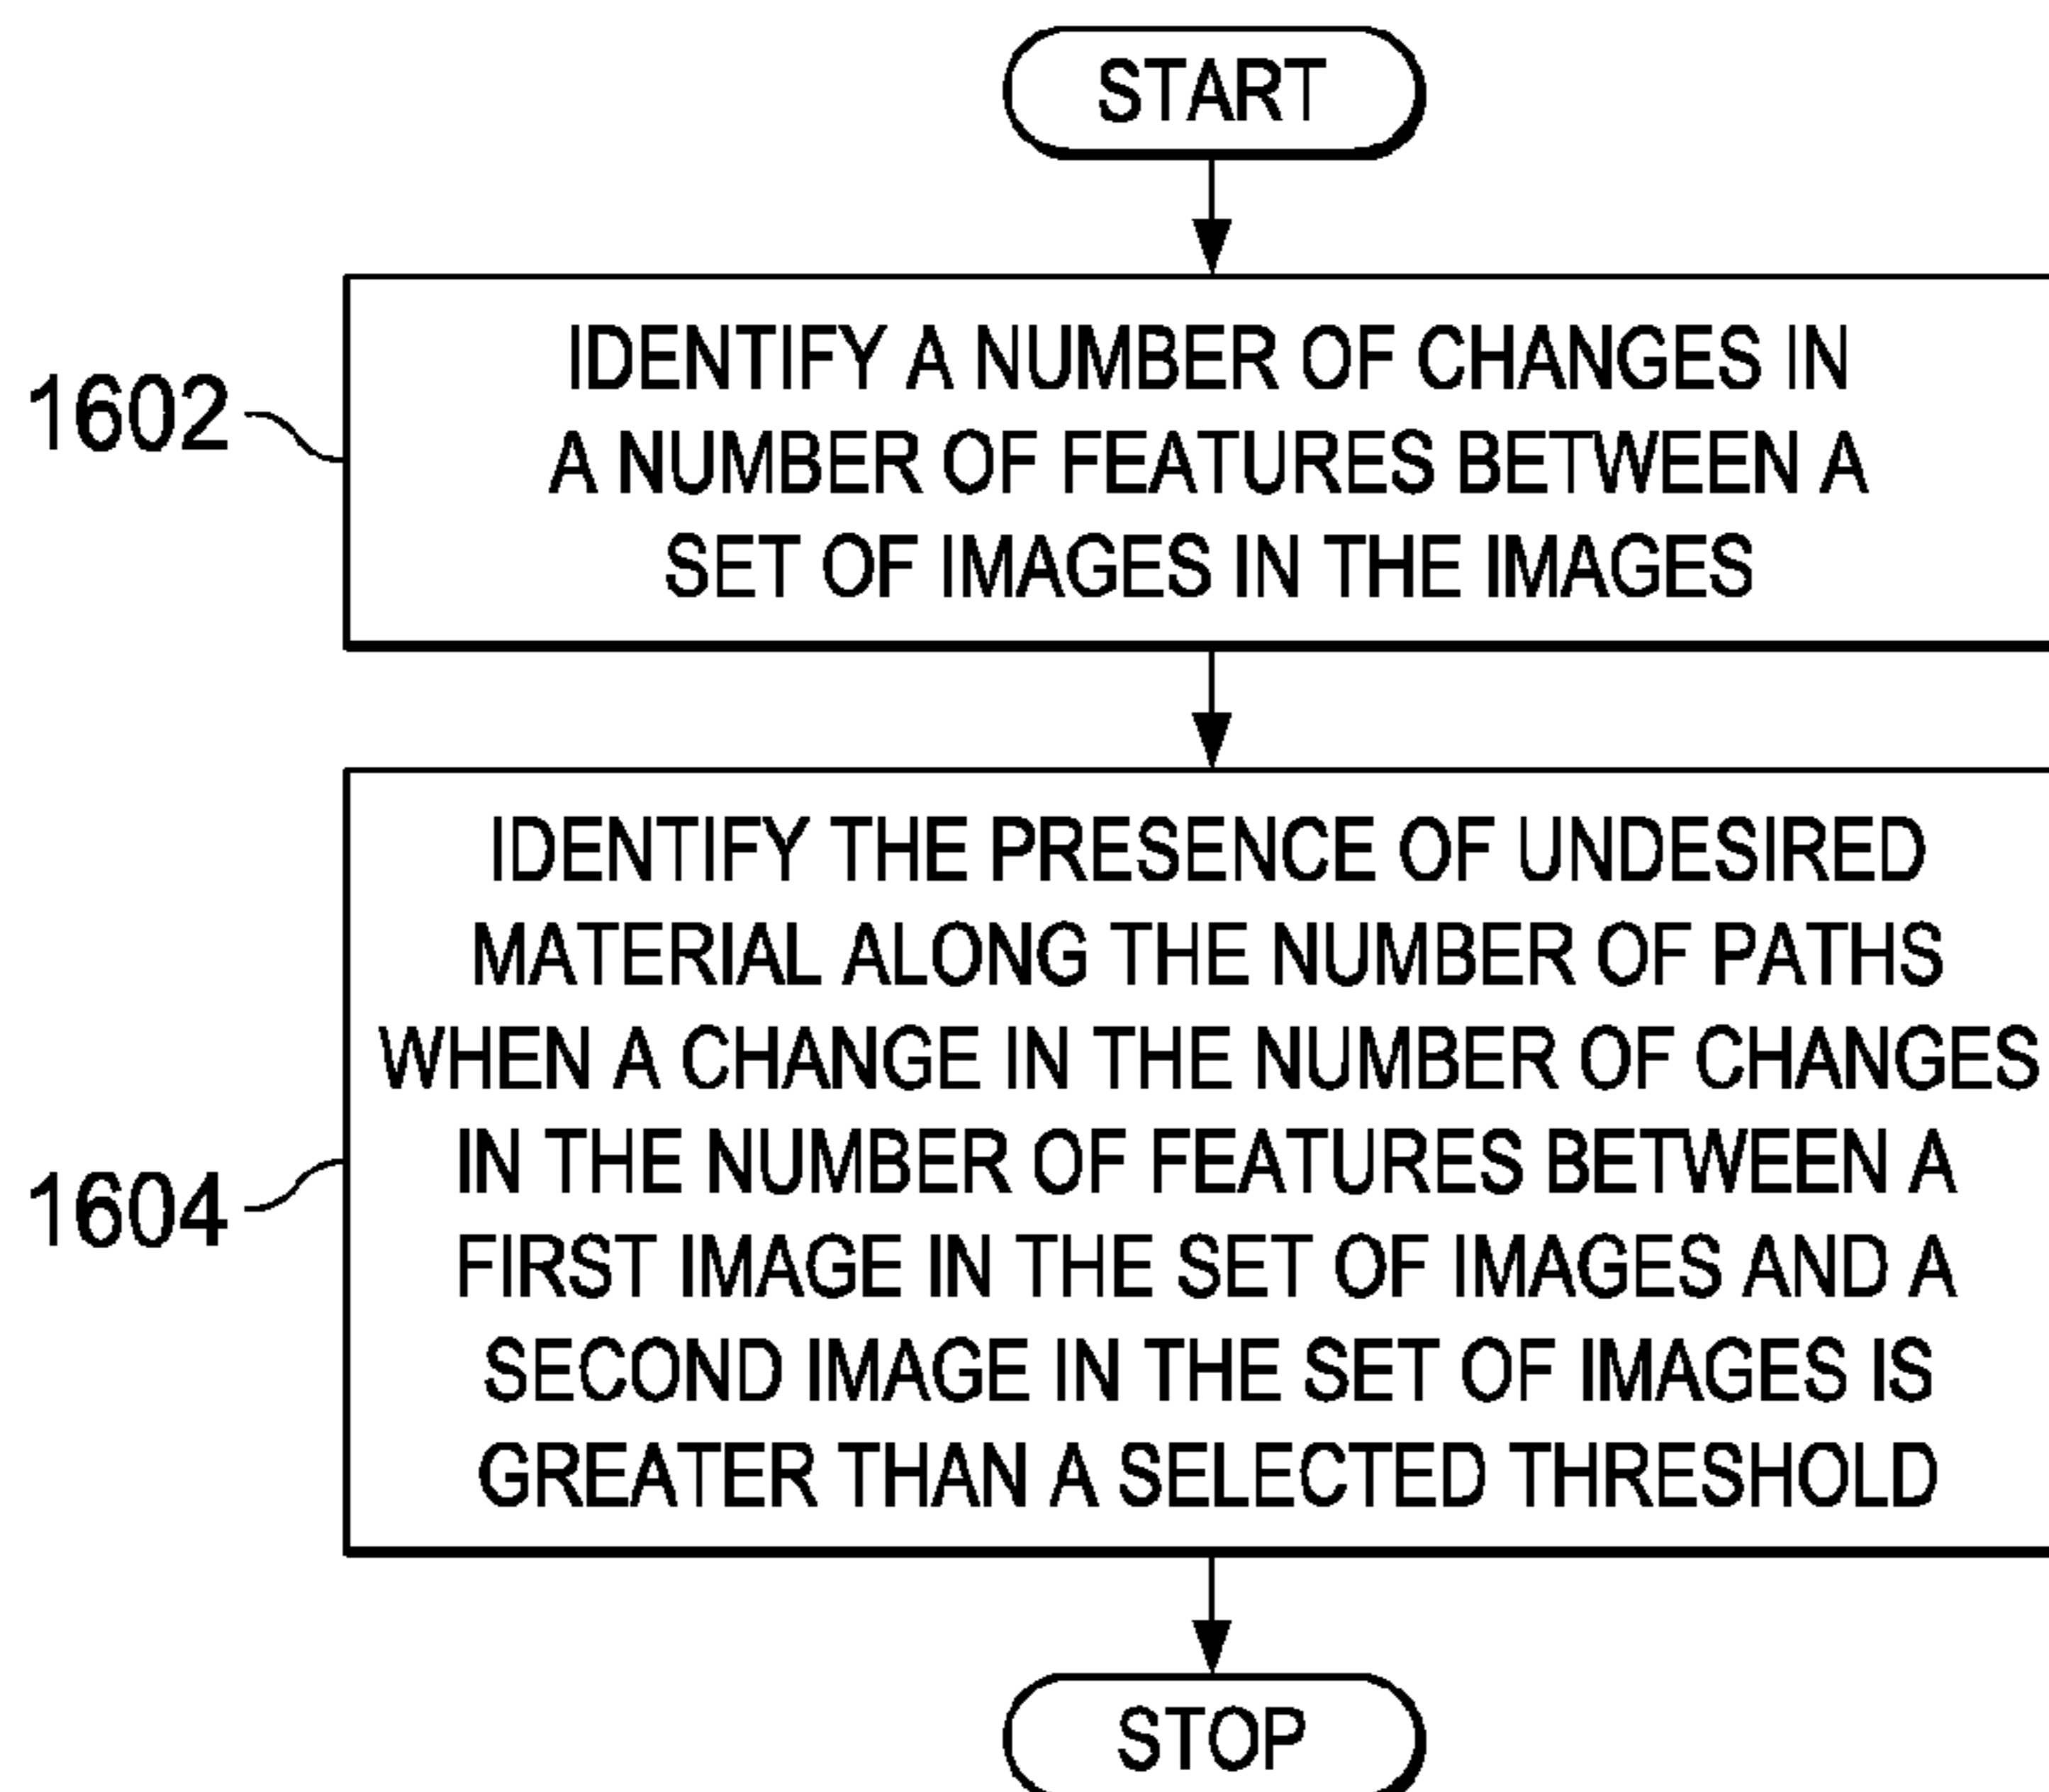 START
1602
IDENTIFY A NUMBER OF CHANGES IN
A NUMBER OF FEATURES BETWEEN A
SET OF IMAGES IN THE IMAGES
1604
IDENTIFY THE PRESENCE OF UNDESIRED
MATERIAL ALONG THE NUMBER OF PATHS
WHEN A CHANGE IN THE NUMBER OF CHANGES
IN THE NUMBER OF FEATURES BETWEEN A
FIRST IMAGE IN THE SET OF IMAGES AND A
SECOND IMAGE IN THE SET OF IMAGES IS
GREATER THAN A SELECTED THRESHOLD
STOP